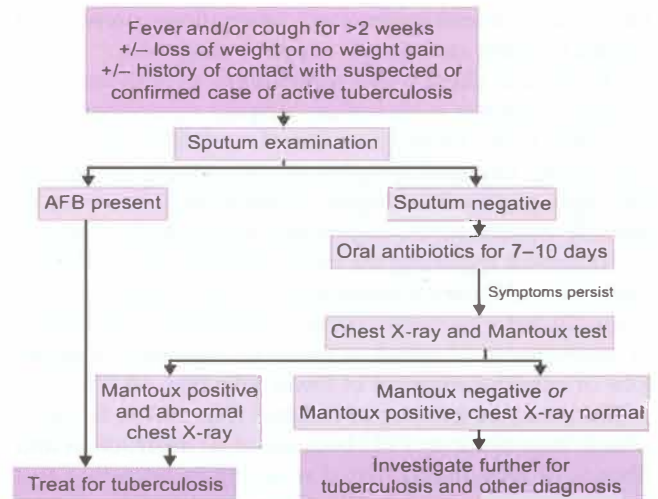 Fever and/or cough for >2 weeks
+/– loss of weight or no weight gain
+/– history of contact with suspected or
confirmed case of active tuberculosis
Sputum examination
AFB present
Sputum negative
Oral antibiotics for 7–10 days
Symptoms persist
Chest X-ray and Mantoux test
Mantoux positive
and abnormal
chest X-ray
Mantoux negative or
Mantoux positive, chest X-ray normal
Treat for tuberculosis
Investigate further for
tuberculosis and other diagnosis